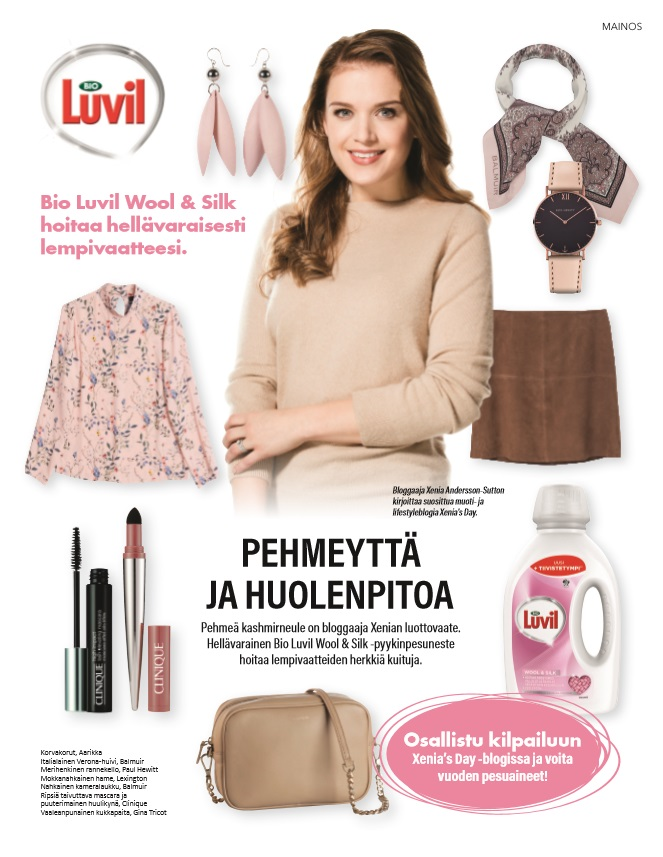 MAINOS
BIO
Luvil
Bio Luvil Wool & Silk
hoitaa hellävaraisesti
lempivaatteesi.
BALMUIR
Bloggaaja Xenia Andersson-Sutton
kirjoittaa suosittua muoti- ja
lifestyleblogia Xenia's Day.
PEHMEYTTÄ
JA HUOLENPITOA
Pehmeä kashmirneule on bloggaaja Xenian luottovaate.
Hellävarainen Bio Luvil Wool & Silk -pyykinpesuneste
hoitaa lempivaatteiden herkkiä kuituja.
CLINIQUE
CLINIQUE
UUSI
+ TIIVISTETYMPI
Luvil
WOOL & SILK
Osallistu kilpailuun
Xenia's Day -blogissa ja voita
vuoden pesuaineet!
Korvakorut, Aarikka
Italialainen Verona-huivi, Balmuir
Merihenkinen rannekello, Paul Hewitt
Mokkanahkainen hame, Lexington
Nahkainen kameralaukku, Balmuir
Ripsiä taivuttava mascara ja
puuterimainen huulikynä, Clinique
Vaaleanpunainen kukkapaita, Gina Tricot